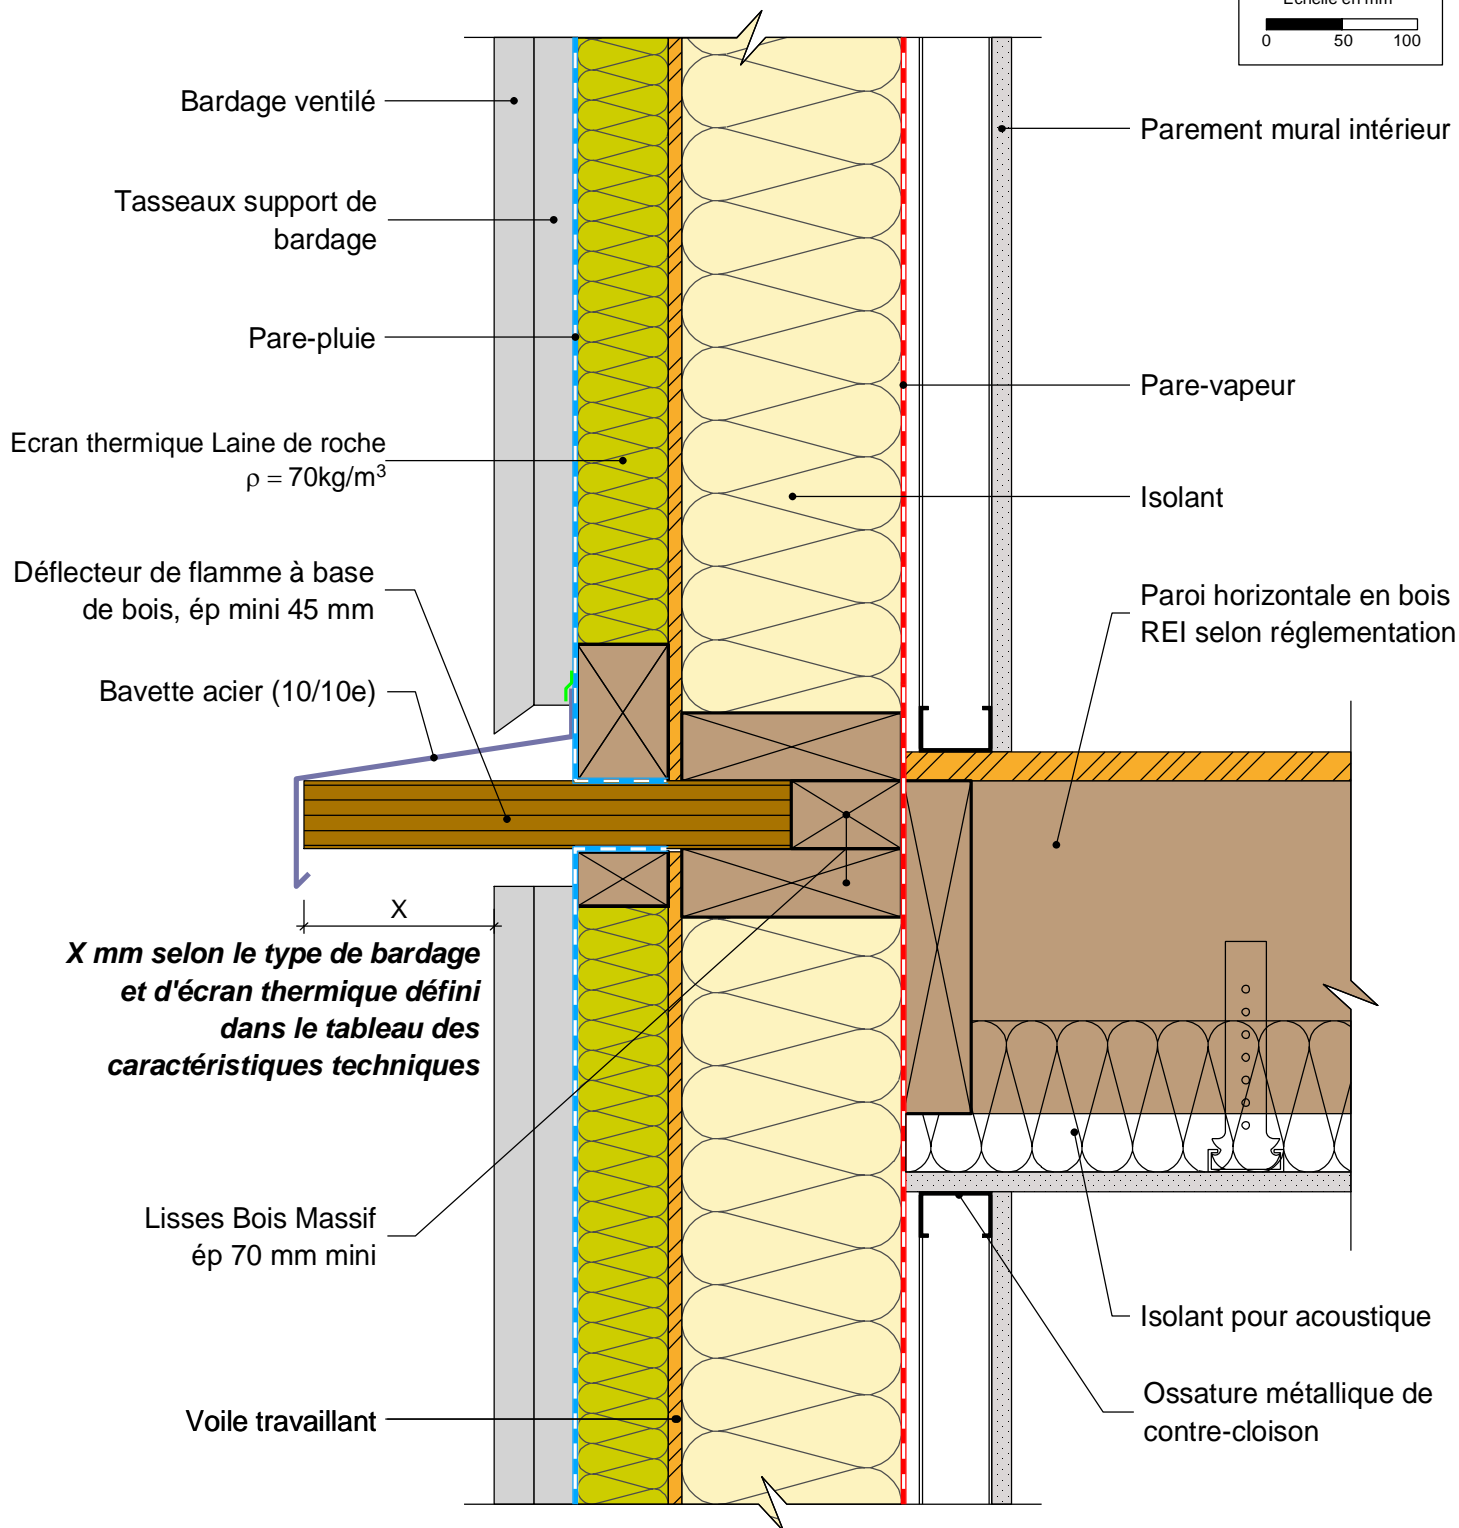 Echelle en mm
0 50 100
Bardage ventilé
Parement mural intérieur
Tasseaux support de
bardage
Pare-pluie
Pare-vapeur
Ecran thermique Laine de roche
ρ = 70kg/m³
Isolant
Déflecteur de flamme à base
de bois, ép mini 45 mm
Paroi horizontale en bois
REI selon réglementation
Bavette acier (10/10e)
X
X mm selon le type de bardage
et d'écran thermique défini
dans le tableau des
caractéristiques techniques
Lisses Bois Massif
ép 70 mm mini
Isolant pour acoustique
Ossature métallique de
contre-cloison
Voile travaillant